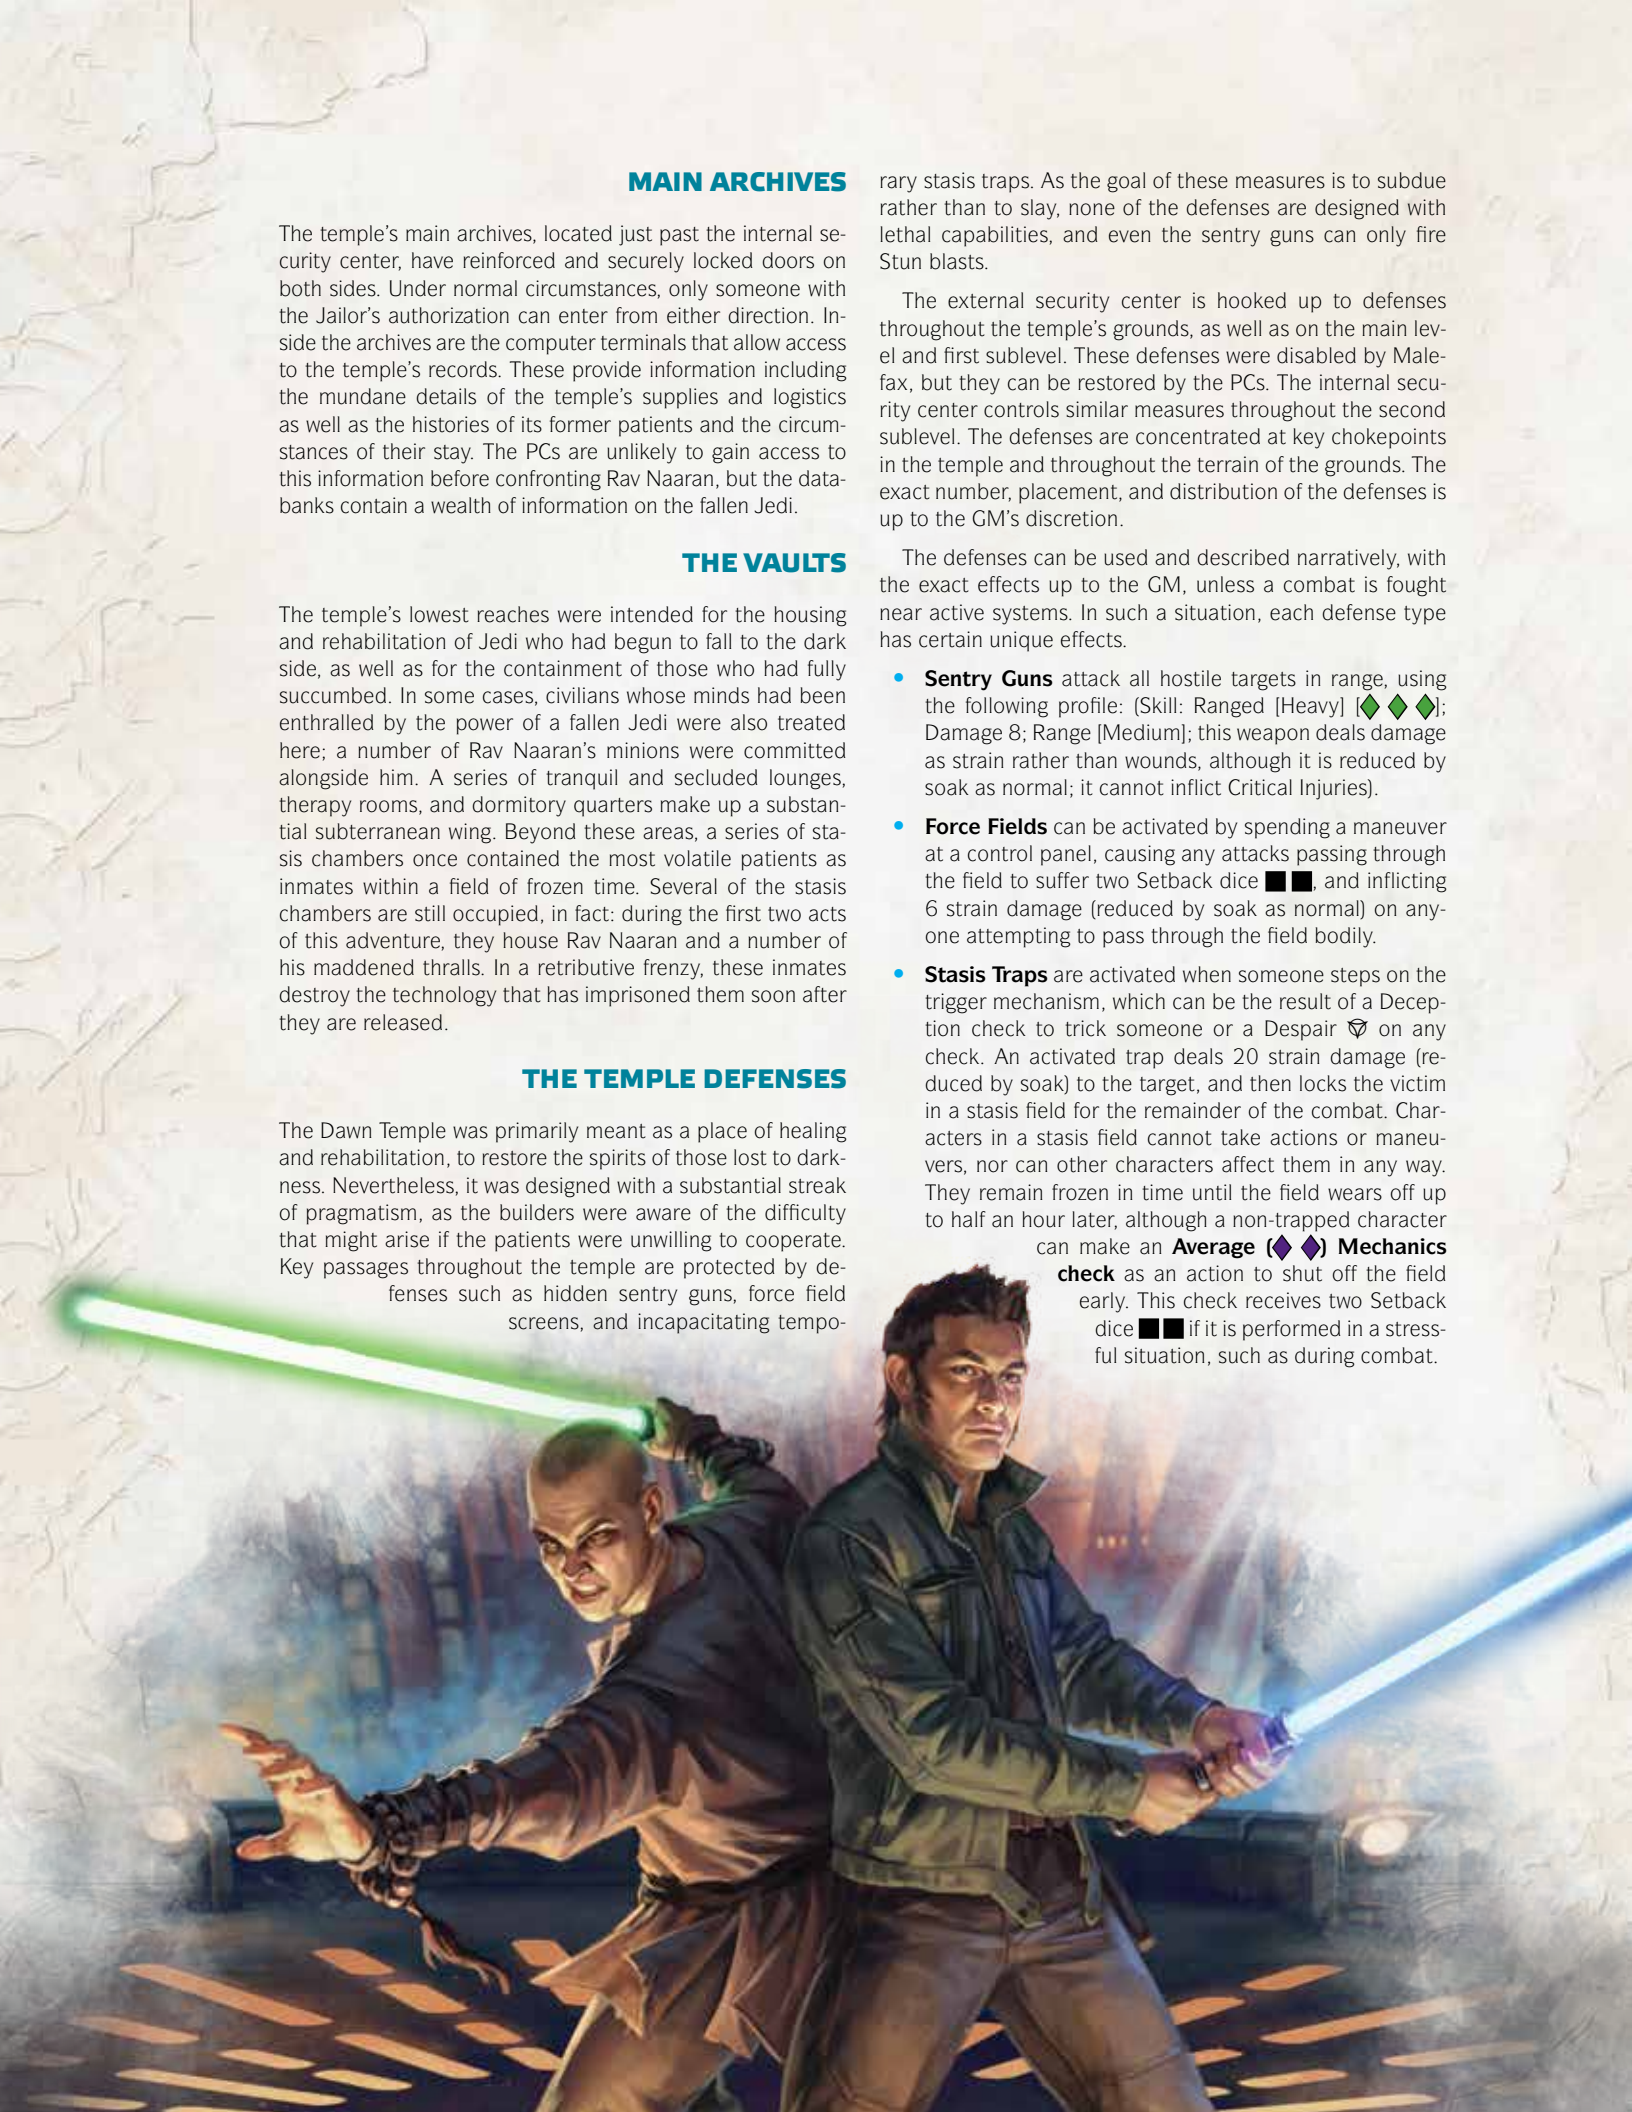 MAIN ARCHIVES
The temple's main archives, located just past the internal se-
curity center, have reinforced and securely locked doors on
both sides. Under normal circumstances, only someone with
the Jailor's authorization can enter from either direction. In-
side the archives are the computer terminals that allow access
to the temple's records. These provide information including
the mundane details of the temple's supplies and logistics
as well as the histories of its former patients and the circum-
stances of their stay. The PCs are unlikely to gain access to
this information before confronting Rav Naaran, but the data-
banks contain a wealth of information on the fallen Jedi.
THE VAULTS
The temple's lowest reaches were intended for the housing
and rehabilitation of Jedi who had begun to fall to the dark
side, as well as for the containment of those who had fully
succumbed. In some cases, civilians whose minds had been
enthralled by the power of a fallen Jedi were also treated
here; a number of Rav Naaran's minions were committed
alongside him. A series of tranquil and secluded lounges,
therapy rooms, and dormitory quarters make up a substan-
tial subterranean wing. Beyond these areas, a series of sta-
sis chambers once contained the most volatile patients as
inmates within a field of frozen time. Several of the stasis
chambers are still occupied, in fact: during the first two acts
of this adventure, they house Rav Naaran and a number of
his maddened thralls. In a retributive frenzy, these inmates
destroy the technology that has imprisoned them soon after
they are released.
THE TEMPLE DEFENSES
The Dawn Temple was primarily meant as a place of healing
and rehabilitation, to restore the spirits of those lost to dark-
ness. Nevertheless, it was designed with a substantial streak
of pragmatism, as the builders were aware of the difficulty
that might arise if the patients were unwilling to cooperate.
Key passages throughout the temple are protected by de-
fenses such as hidden sentry guns, force field
screens, and incapacitating tempo-
rary stasis traps. As the goal of these measures is to subdue
rather than to slay, none of the defenses are designed with
lethal capabilities, and even the sentry guns can only fire
Stun blasts.
The external security center is hooked up to defenses
throughout the temple's grounds, as well as on the main lev-
el and first sublevel. These defenses were disabled by Male-
fax, but they can be restored by the PCs. The internal secu-
rity center controls similar measures throughout the second
sublevel. The defenses are concentrated at key chokepoints
in the temple and throughout the terrain of the grounds. The
exact number, placement, and distribution of the defenses is
up to the GM's discretion.
The defenses can be used and described narratively, with
the exact effects up to the GM, unless a combat is fought
near active systems. In such a situation, each defense type
has certain unique effects.
• Sentry Guns attack all hostile targets in range, using
the following profile: (Skill: Ranged [Heavy] [◆ ◆ ◆];
Damage 8; Range [Medium]; this weapon deals damage
as strain rather than wounds, although it is reduced by
soak as normal; it cannot inflict Critical Injuries).
• Force Fields can be activated by spending a maneuver
at a control panel, causing any attacks passing through
the field to suffer two Setback dice ■ ■, and inflicting
6 strain damage (reduced by soak as normal) on any-
one attempting to pass through the field bodily.
• Stasis Traps are activated when someone steps on the
trigger mechanism, which can be the result of a Decep-
tion check to trick someone or a Despair on any
check. An activated trap deals 20 strain damage (re-
duced by soak) to the target, and then locks the victim
in a stasis field for the remainder of the combat. Char-
acters in a stasis field cannot take actions or maneu-
vers, nor can other characters affect them in any way.
They remain frozen in time until the field wears off up
to half an hour later, although a non-trapped character
can make an Average (◆ ◆) Mechanics
check as an action to shut off the field
early. This check receives two Setback
dice ■ ■ if it is performed in a stress-
ful situation, such as during combat.